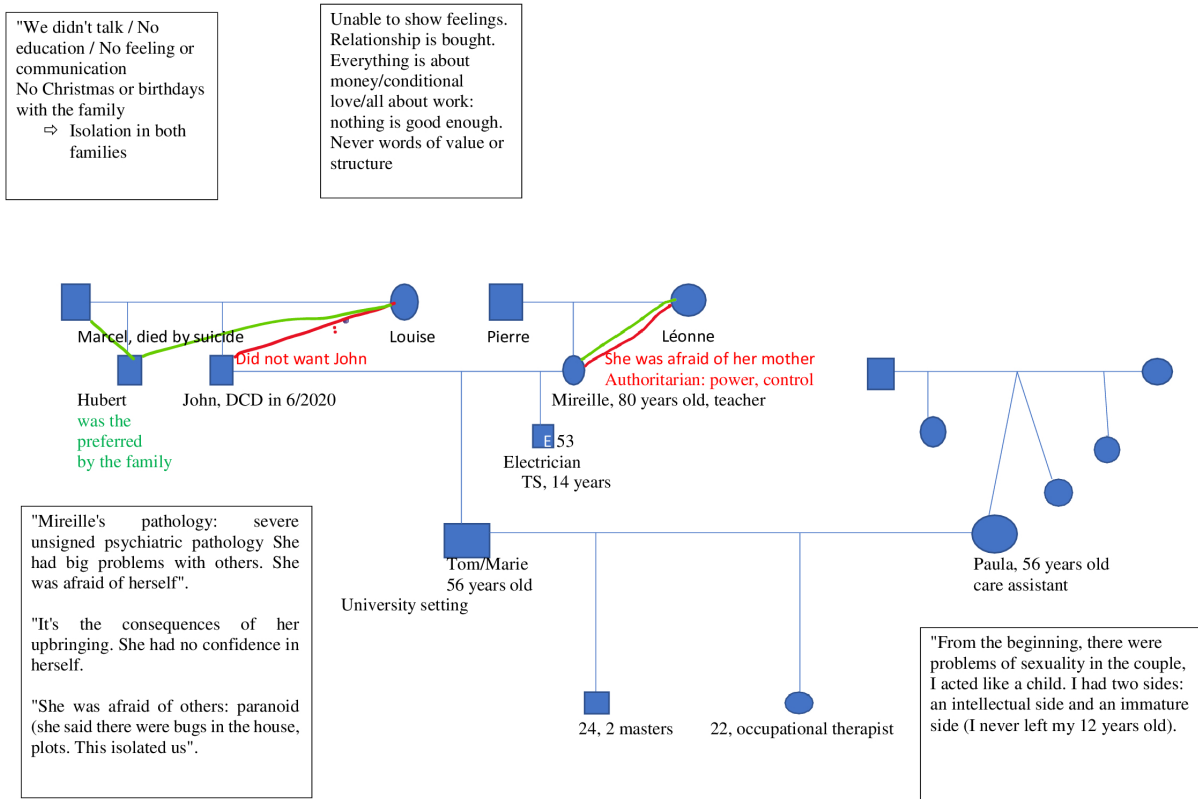 "We didn't talk / No
education / No feeling or
communication
No Christmas or birthdays
with the family
⇨ Isolation in both
families
Unable to show feelings.
Relationship is bought.
Everything is about
money/conditional
love/all about work:
nothing is good enough.
Never words of value or
structure
Marcel, died by suicide
Louise
Pierre
Léonne
Did not want John
She was afraid of her mother
Authoritarian: power, control
Hubert
was the
preferred
by the family
John, DCD in 6/2020
Mireille, 80 years old, teacher
E 53
Electrician
TS, 14 years
"Mireille's pathology: severe
unsigned psychiatric pathology She
had big problems with others. She
was afraid of herself".
"It's the consequences of her
upbringing. She had no confidence in
herself.
"She was afraid of others: paranoid
(she said there were bugs in the house,
plots. This isolated us".
Tom/Marie
56 years old
University setting
Paula, 56 years old
care assistant
"From the beginning, there were
problems of sexuality in the couple,
I acted like a child. I had two sides:
an intellectual side and an immature
side (I never left my 12 years old).
24, 2 masters
22, occupational therapist